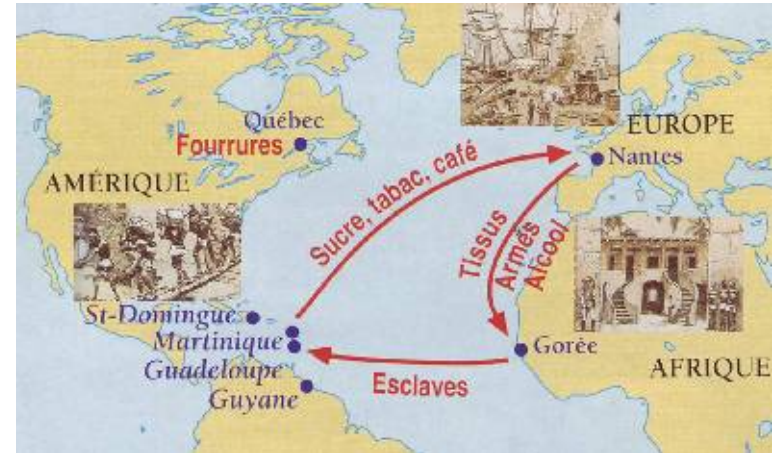 Québec
Fourrures
AMÉRIQUE
EUROPE
Nantes
Sucre, tabac, café
Tissus
Armes
Alcool
St-Domingue
Martinique
Guadeloupe
Guyane
Gorée
AFRIQUE
Esclaves